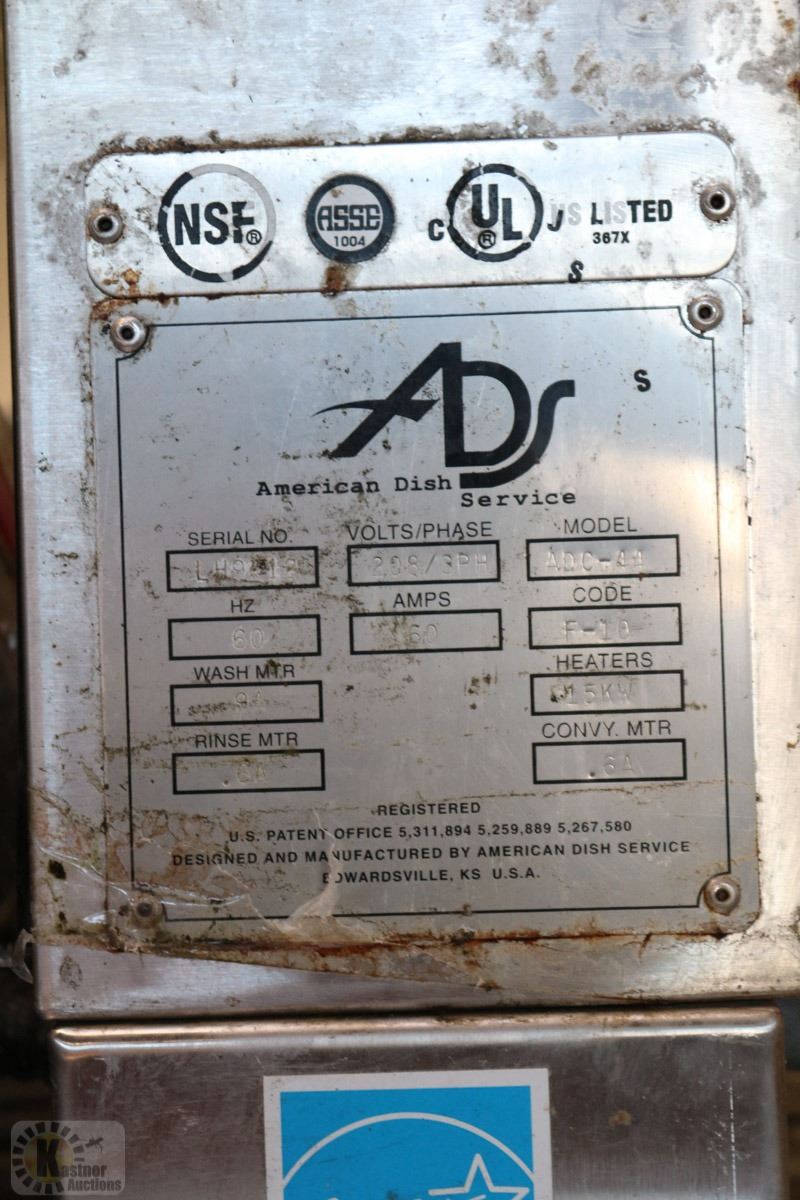 NSF®
ASSE
1004
C UL® US LISTED
367X
S
S
ADS
American Dish
Service
SERIAL NO. VOLTS/PHASE MODEL
208/3PH
HZ AMPS CODE
60 60 F-10
WASH MTR HEATERS
9A 15KW
RINSE MTR CONVY. MTR
.6A .6A
REGISTERED
U.S. PATENT OFFICE 5,311,894 5,259,889 5,267,580
DESIGNED AND MANUFACTURED BY AMERICAN DISH SERVICE
EDWARDSVILLE, KS U.S.A.
Kastner
Auctions